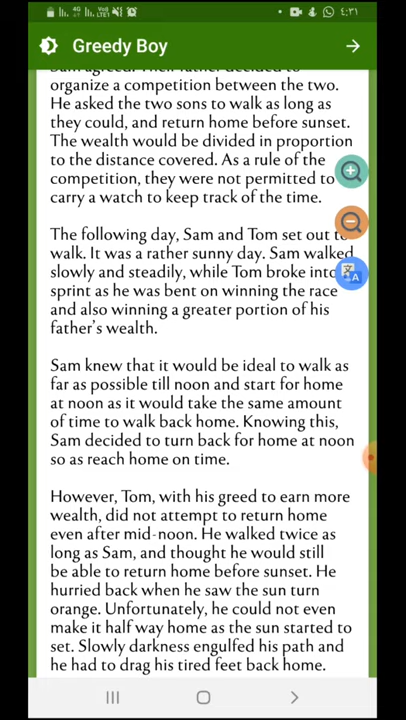 ٤:٣١
Greedy Boy
Sam agreed. Their father decided to
organize a competition between the two.
He asked the two sons to walk as long as
they could, and return home before sunset.
The wealth would be divided in proportion
to the distance covered. As a rule of the
competition, they were not permitted to
carry a watch to keep track of the time.
The following day, Sam and Tom set out to
walk. It was a rather sunny day. Sam walked
slowly and steadily, while Tom broke into
sprint as he was bent on winning the race
and also winning a greater portion of his
father's wealth.
Sam knew that it would be ideal to walk as
far as possible till noon and start for home
at noon as it would take the same amount
of time to walk back home. Knowing this,
Sam decided to turn back for home at noon
so as reach home on time.
However, Tom, with his greed to earn more
wealth, did not attempt to return home
even after mid-noon. He walked twice as
long as Sam, and thought he would still
be able to return home before sunset. He
hurried back when he saw the sun turn
orange. Unfortunately, he could not even
make it half way home as the sun started to
set. Slowly darkness engulfed his path and
he had to drag his tired feet back home.